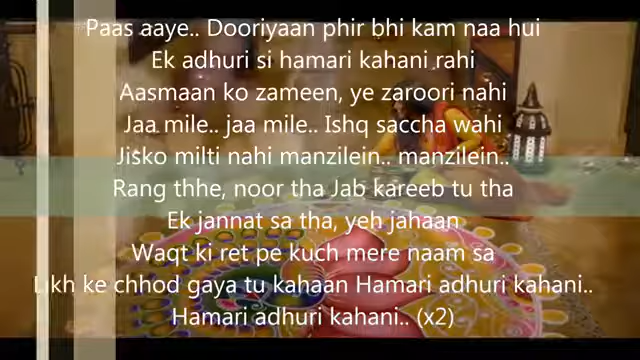 Paas aaye.. Dooriyaan phir bhi kam naa hui
Ek adhuri si hamari kahani rahi
Aasmaan ko zameen, ye zaroori nahi
Jaa mile.. jaa mile.. Ishq saccha wahi
Jisko milti nahi manzilein.. manzilein..
Rang thhe, noor tha Jab kareeb tu tha
Ek jannat sa tha, yeh jahaan
Waqt ki ret pe kuch mere naam sa
Likh ke chhod gaya tu kahaan Hamari adhuri kahani..
Hamari adhuri kahani.. (x2)